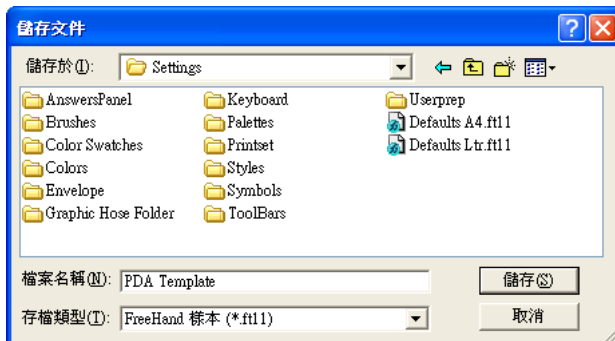 儲存文件
儲存於(I): Settings
AnswersPanel Keyboard Userprep
Brushes Palettes Defaults A4.ft11
Color Swatches Printset Defaults Ltr.ft11
Colors Styles
Envelope Symbols
Graphic Hose Folder ToolBars
檔案名稱(N): PDA Template 儲存(S)
存檔類型(T): FreeHand 樣本 (*.ft11) 取消